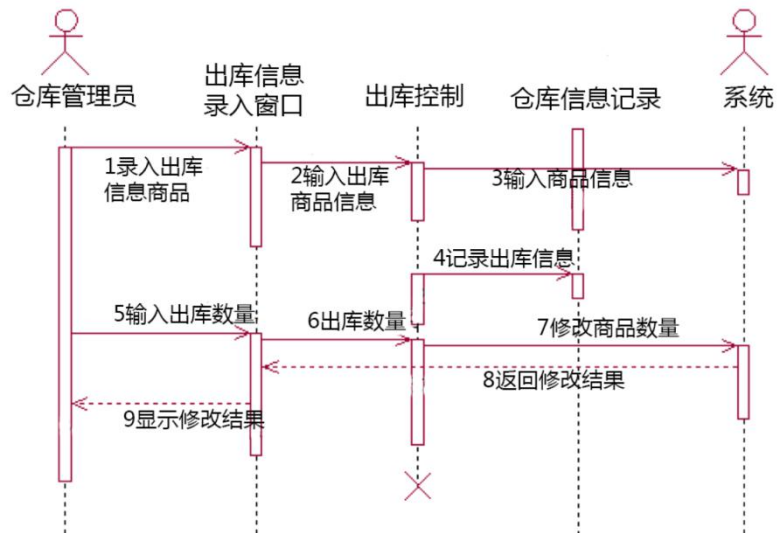 仓库管理员
出库信息
录入窗口
出库控制
仓库信息记录
系统
1录入出库
信息商品
2输入出库
商品信息
3输入商品信息
4记录出库信息
5输入出库数量
6出库数量
7修改商品数量
8返回修改结果
9显示修改结果